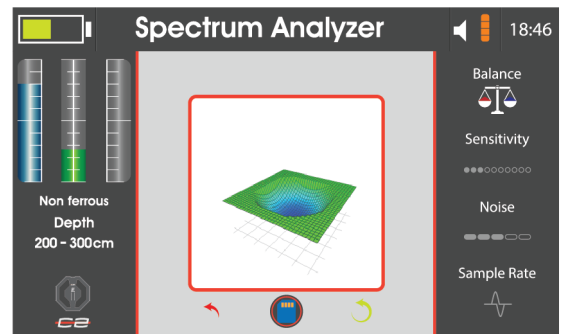 Spectrum Analyzer
18:46
Non ferrous
Depth
200 - 300cm
Balance
Sensitivity
Noise
Sample Rate